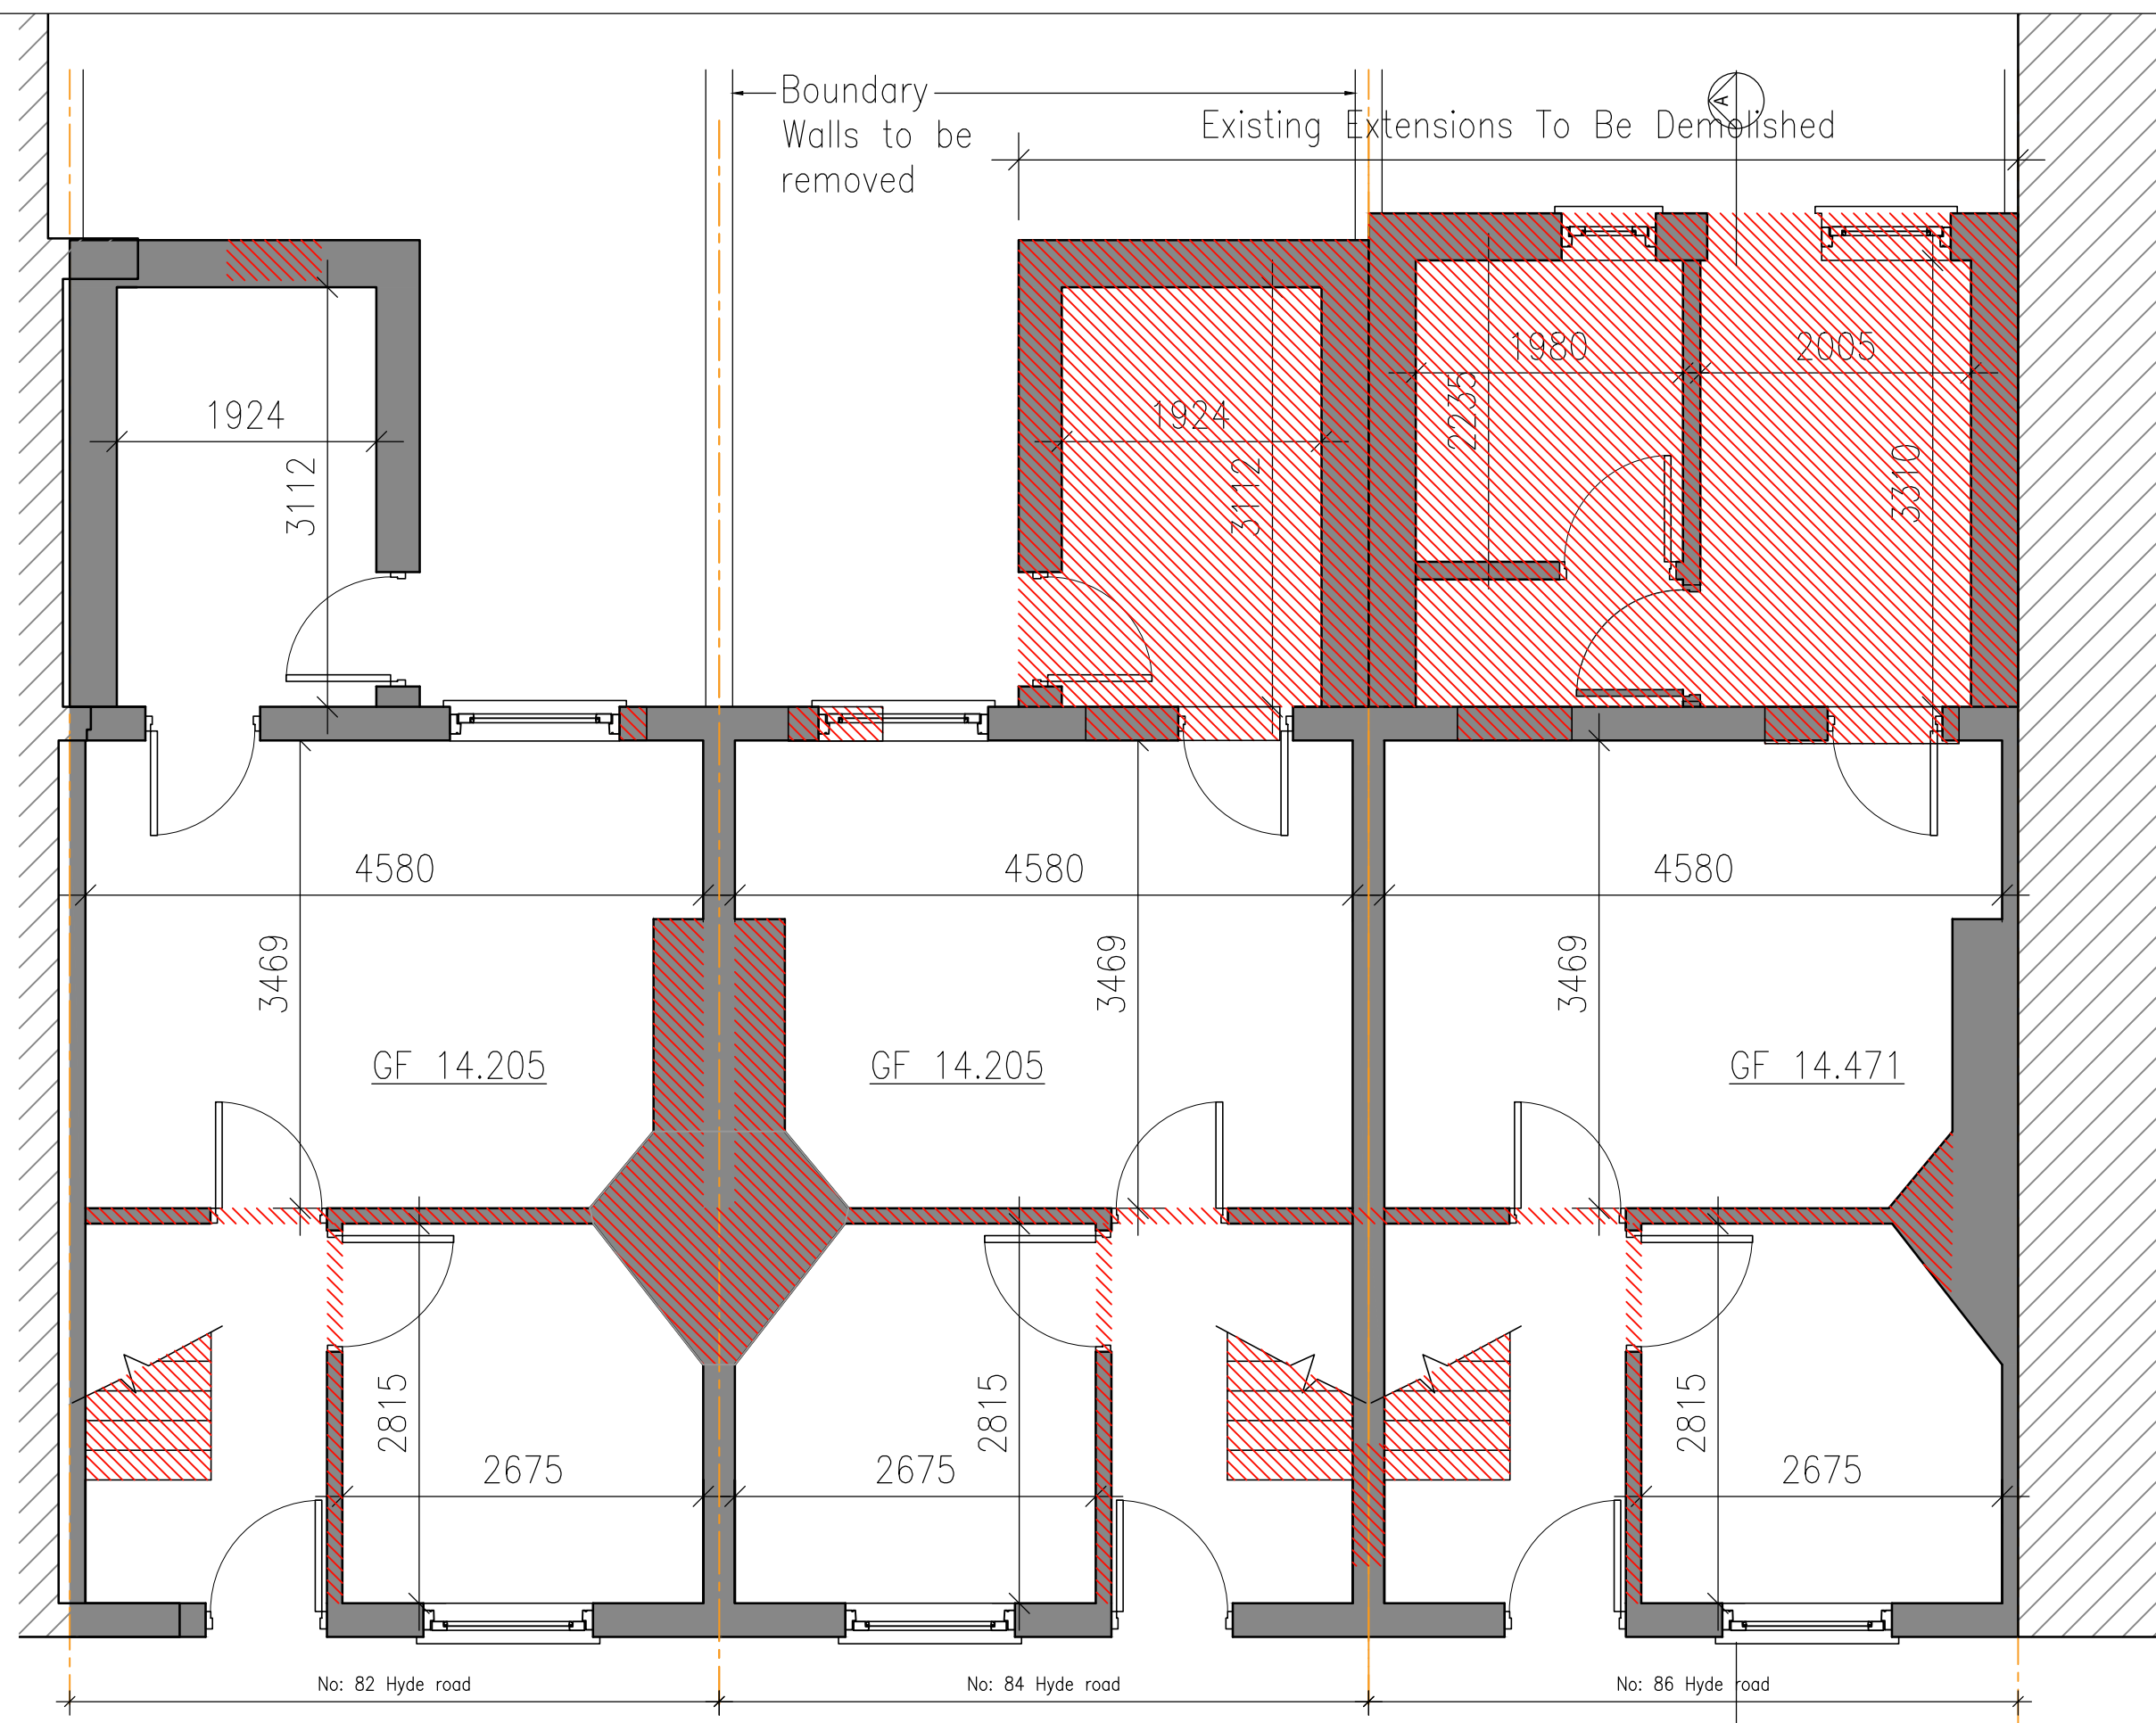 Boundary
Walls to be
removed
Existing Extensions To Be Demolished
A
1924
3112
1924
3112
1980
2235
2005
3310
4580
4580
4580
3469
3469
3469
GF 14.205
GF 14.205
GF 14.471
2815
2815
2815
2675
2675
2675
No: 82 Hyde road
No: 84 Hyde road
No: 86 Hyde road